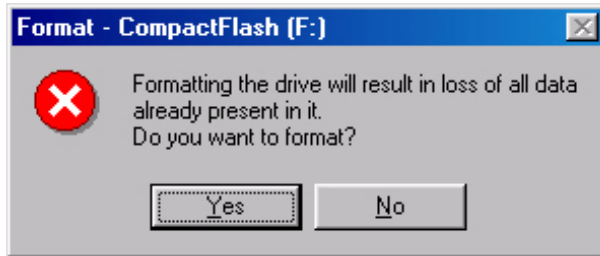 Format - CompactFlash (F:)
Formatting the drive will result in loss of all data
already present in it.
Do you want to format?
Yes
No